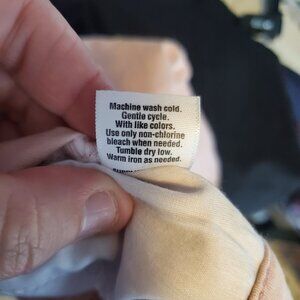 Machine wash cold.
Gentle cycle.
With like colors.
Use only non-chlorine
bleach when needed.
Tumble dry low.
Warm iron as needed.